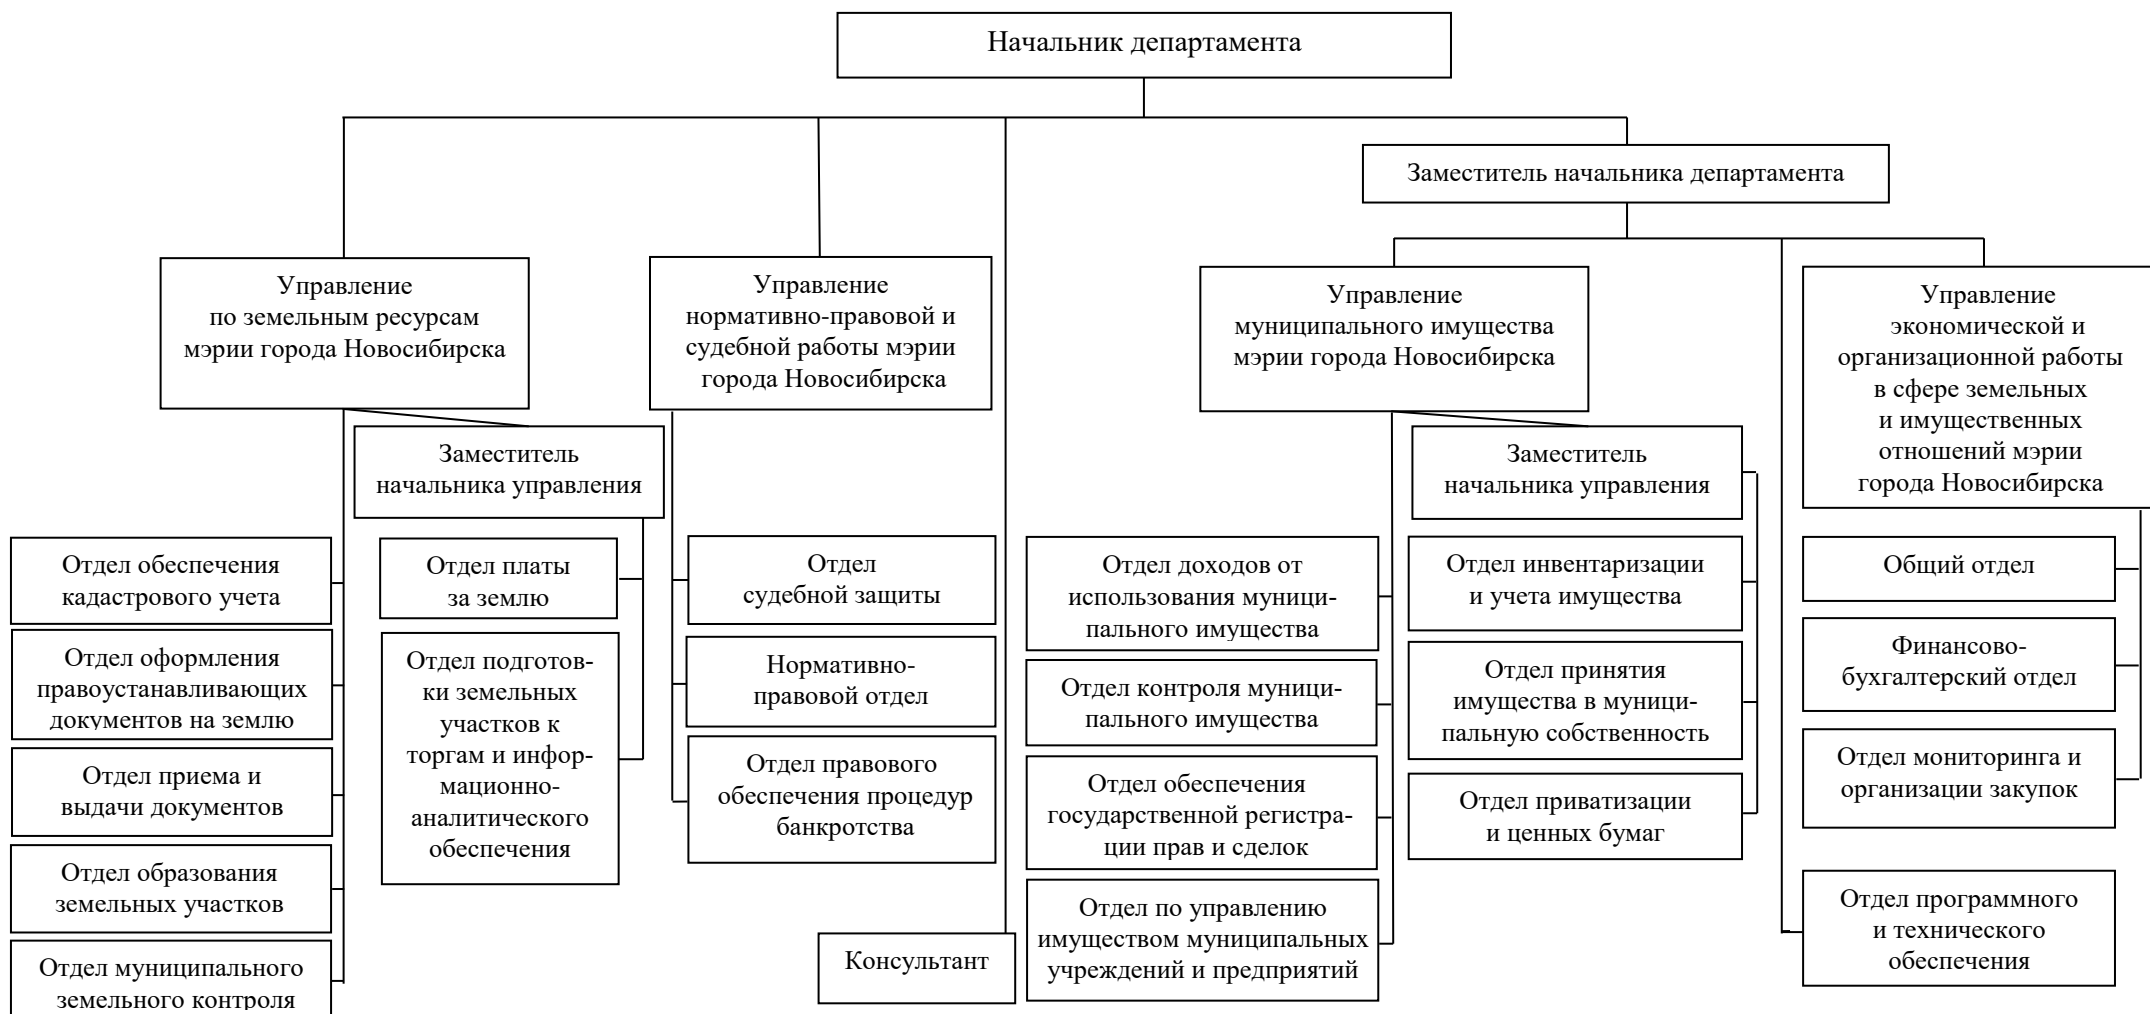 Начальник департамента
Заместитель начальника департамента
Управление
по земельным ресурсам
мэрии города Новосибирска
Управление
нормативно-правовой и
судебной работы мэрии
города Новосибирска
Управление
муниципального имущества
мэрии города Новосибирска
Управление
экономической и
организационной работы
в сфере земельных
и имущественных
отношений мэрии
города Новосибирска
Заместитель
начальника управления
Заместитель
начальника управления
Отдел обеспечения
кадастрового учета
Отдел оформления
правоустанавливающих
документов на землю
Отдел приема и
выдачи документов
Отдел образования
земельных участков
Отдел муниципального
земельного контроля
Отдел платы
за землю
Отдел подготов-
ки земельных
участков к
торгам и инфор-
мационно-
аналитического
обеспечения
Отдел
судебной защиты
Нормативно-
правовой отдел
Отдел правового
обеспечения процедур
банкротства
Консультант
Отдел доходов от
использования муници-
пального имущества
Отдел контроля муници-
пального имущества
Отдел обеспечения
государственной регистра-
ции прав и сделок
Отдел по управлению
имуществом муниципальных
учреждений и предприятий
Отдел инвентаризации
и учета имущества
Отдел принятия
имущества в муници-
пальную собственность
Отдел приватизации
и ценных бумаг
Общий отдел
Финансово-
бухгалтерский отдел
Отдел мониторинга и
организации закупок
Отдел программного
и технического
обеспечения